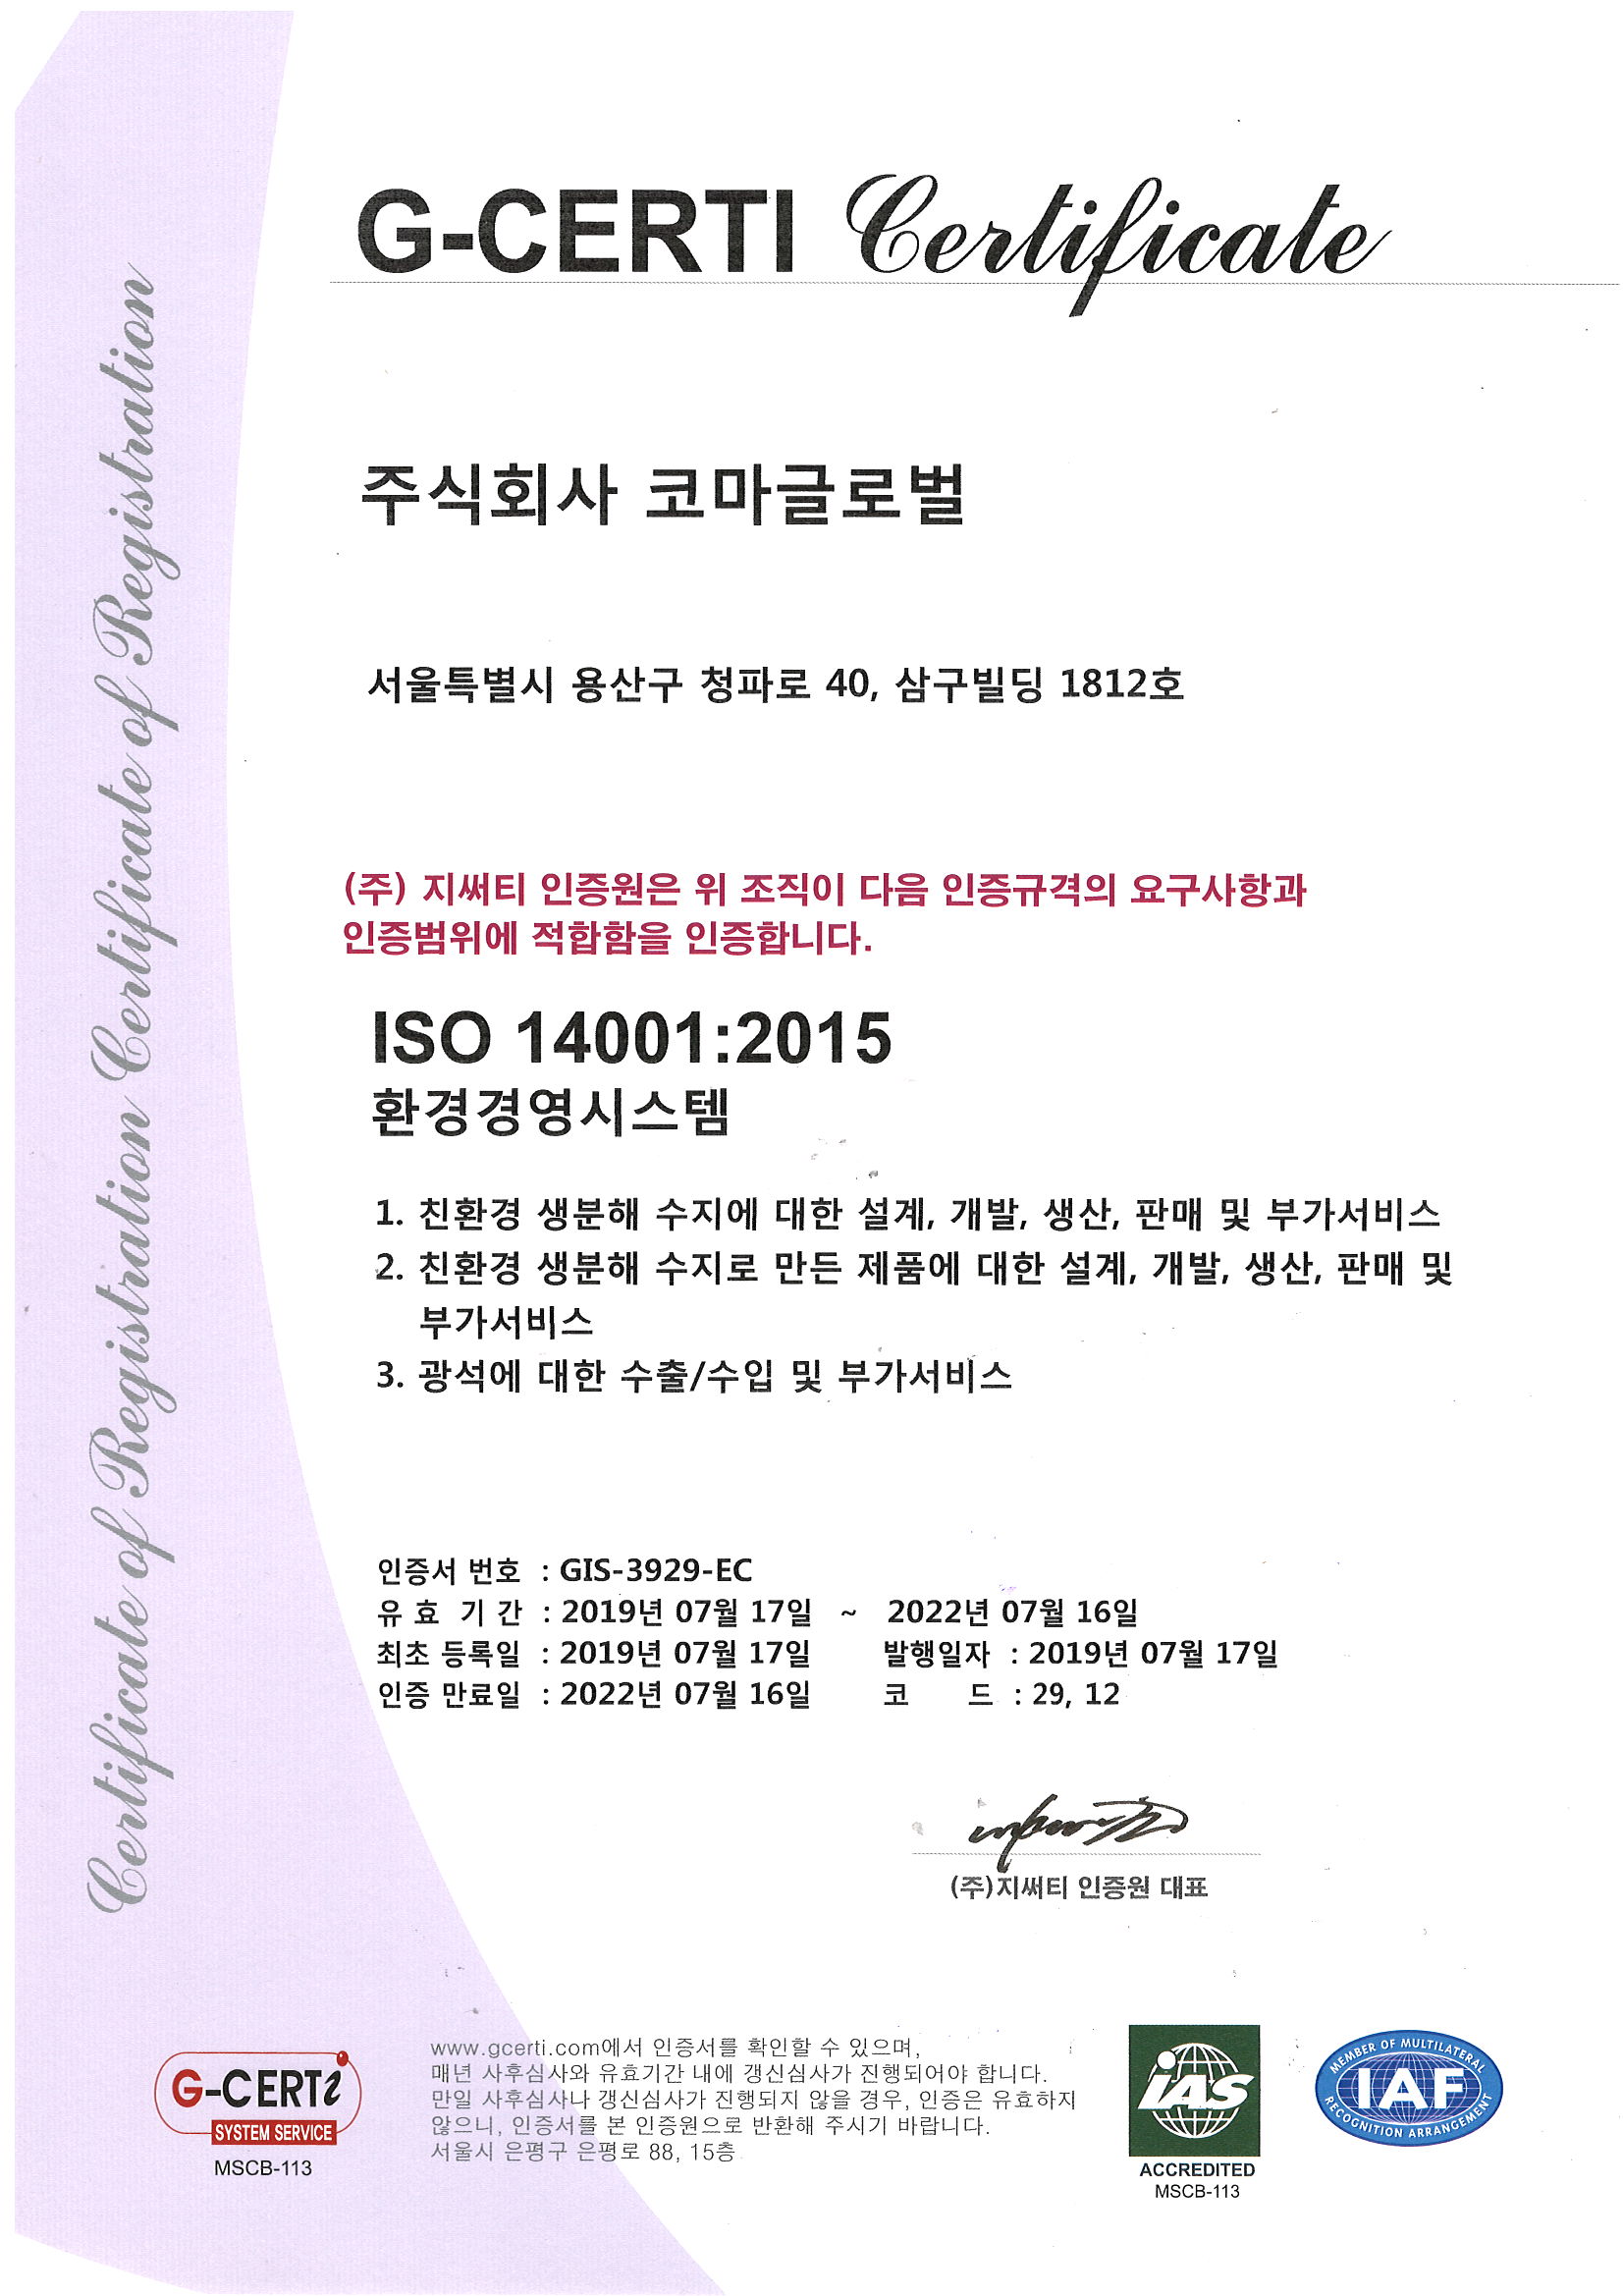 G-CERTI Certificate
Certificate of Registration Certificate of Registration
주식회사 코마글로벌
서울특별시 용산구 청파로 40, 삼구빌딩 1812호
(주) 지써티 인증원은 위 조직이 다음 인증규격의 요구사항과
인증범위에 적합함을 인증합니다.
ISO 14001:2015
환경경영시스템
1. 친환경 생분해 수지에 대한 설계, 개발, 생산, 판매 및 부가서비스
2. 친환경 생분해 수지로 만든 제품에 대한 설계, 개발, 생산, 판매 및
부가서비스
3. 광석에 대한 수출/수입 및 부가서비스
인증서 번호 : GIS-3929-EC
유 효 기 간 : 2019년 07월 17일 ~ 2022년 07월 16일
최초 등록일 : 2019년 07월 17일 발행일자 : 2019년 07월 17일
인증 만료일 : 2022년 07월 16일 코 드 : 29, 12
(주)지써티 인증원 대표
www.gcerti.com에서 인증서를 확인할 수 있으며,
매년 사후심사와 유효기간 내에 갱신심사가 진행되어야 합니다.
만일 사후심사나 갱신심사가 진행되지 않을 경우, 인증은 유효하지
않으니, 인증서를 본 인증원으로 반환해 주시기 바랍니다.
서울시 은평구 은평로 88, 15층
G-CERTi
SYSTEM SERVICE
MSCB-113
IAS
ACCREDITED
MSCB-113
MEMBER OF MULTILATERAL
IAF
RECOGNITION ARRANGEMENT